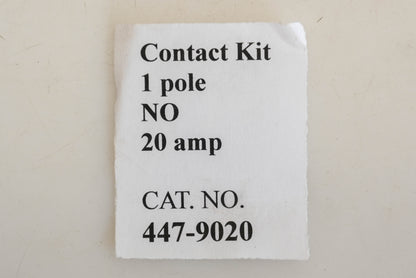 Contact Kit
1 pole
NO
20 amp
CAT. NO.
447-9020